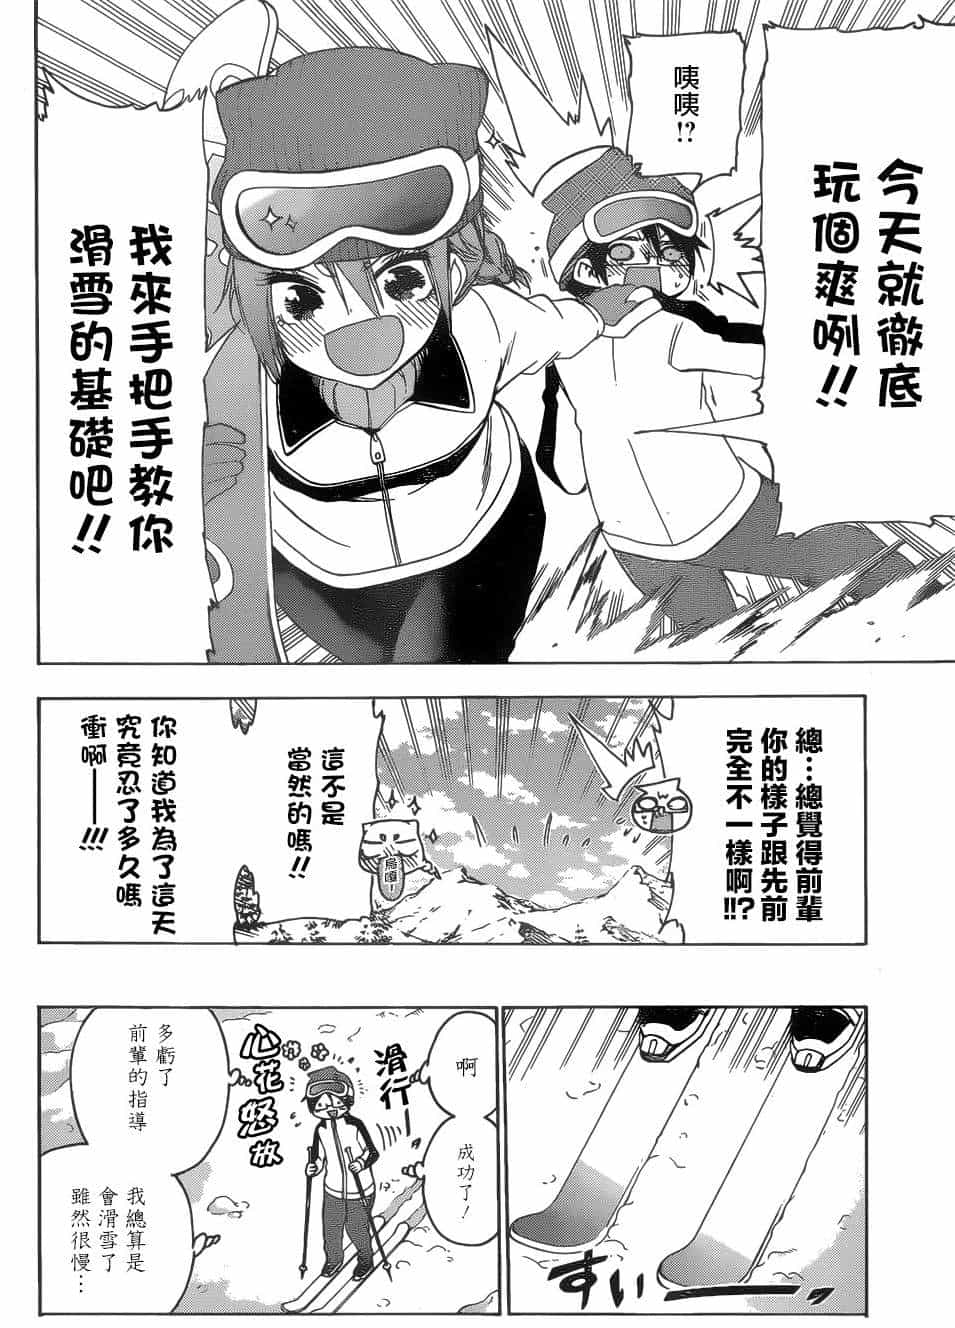 今天就徹底
玩個爽咧!!
咦咦!?
我來手把手教你
滑雪的基礎吧!!
總…總覺得前輩
你的樣子跟先前
完全不一樣啊!!?
這不是
當然的嗎!!
你知道我為了這天
究竟忍了多久嗎
衝啊——!!!
すぃーー。
啊
成功了!
滑行—
心花怒放
多虧了
前輩的指導
我總算是
會滑雪了
雖然很慢…